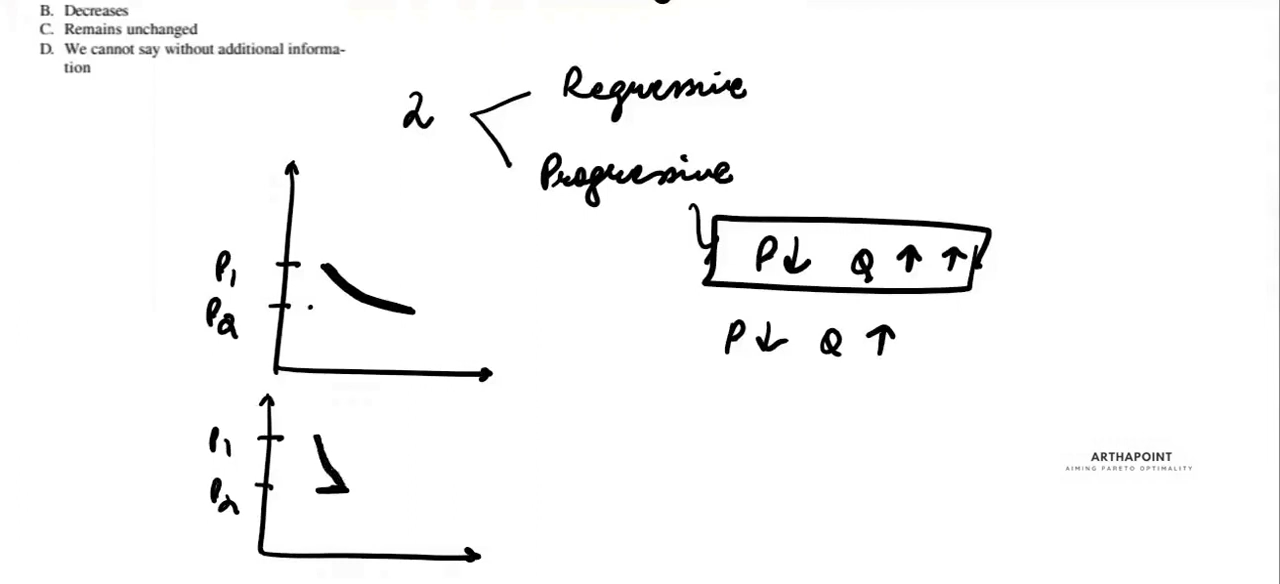 B. Decreases
C. Remains unchanged
D. We cannot say without additional informa-
tion
2
Regressive
Progressive
P↓ Q ↑ ↑
P↓ Q ↑
P1
P2
P1
P2
ARTHAPOINT
AIMING PARETO OPTIMALITY